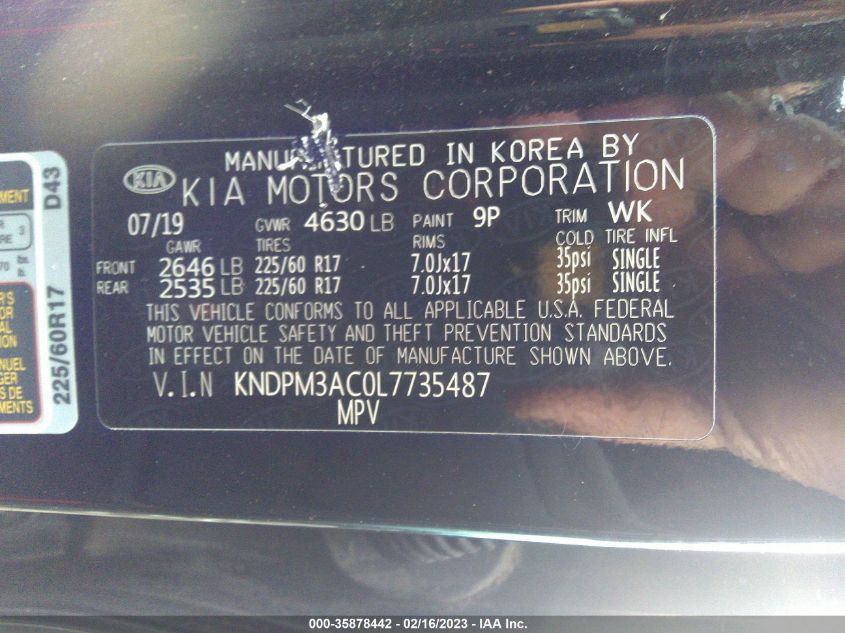 MANUFACTURED IN KOREA BY
KIA KIA MOTORS CORPORATION
07/19 GVWR 4630 LB PAINT 9P TRIM WK
GAWR TIRES RIMS COLD TIRE INFL
FRONT 2646 LB 225/60 R17 7.0Jx17 35psi SINGLE
REAR 2535 LB 225/60 R17 7.0Jx17 35psi SINGLE
THIS VEHICLE CONFORMS TO ALL APPLICABLE U.S.A. FEDERAL
MOTOR VEHICLE SAFETY AND THEFT PREVENTION STANDARDS
IN EFFECT ON THE DATE OF MANUFACTURE SHOWN ABOVE.
V.I.N KNDPM3AC0L7735487
MPV
225/60R17 D43
3
000-35878442 - 02/16/2023 - IAA Inc.